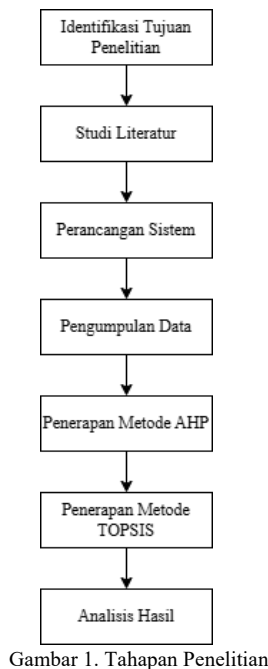 Identifikasi Tujuan
Penelitian
Studi Literatur
Perancangan Sistem
Pengumpulan Data
Penerapan Metode AHP
Penerapan Metode
TOPSIS
Analisis Hasil
Gambar 1. Tahapan Penelitian